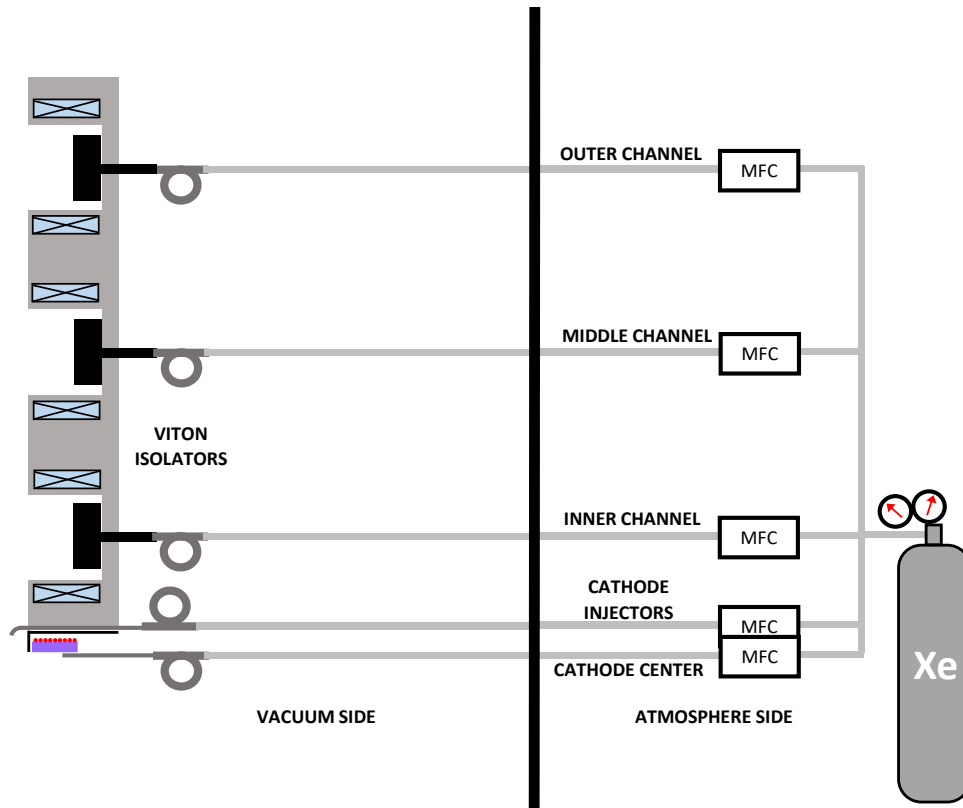 OUTER CHANNEL
MFC
MIDDLE CHANNEL
MFC
VITON
ISOLATORS
INNER CHANNEL
MFC
CATHODE
INJECTORS
MFC
MFC
CATHODE CENTER
Xe
VACUUM SIDE
ATMOSPHERE SIDE